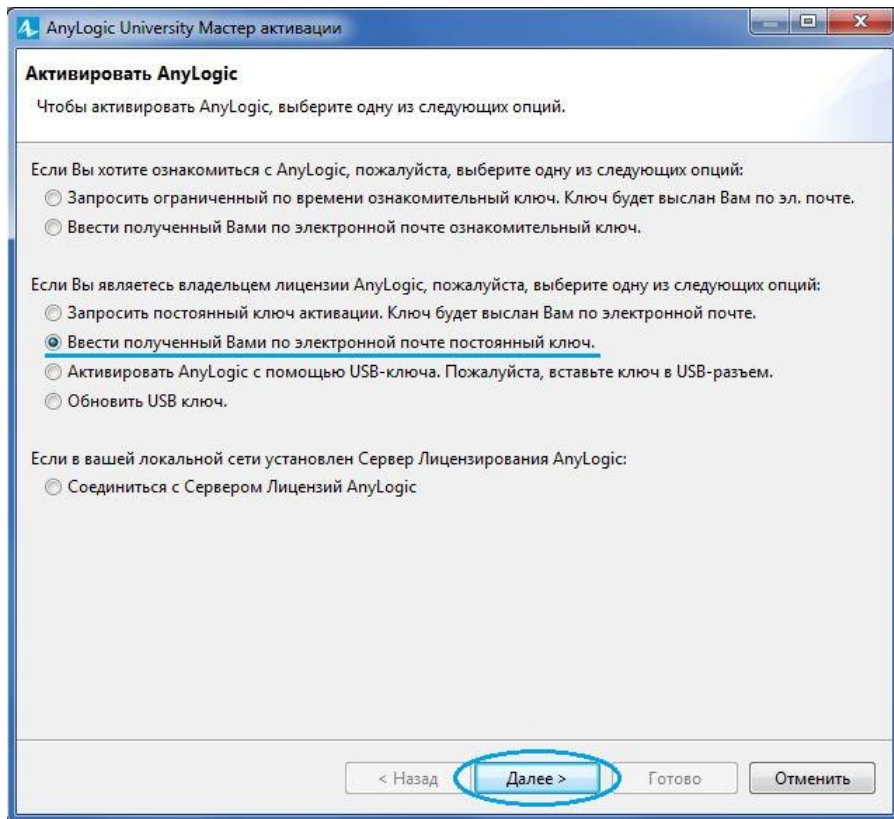 AnyLogic University Мастер активации
Активировать AnyLogic
Чтобы активировать AnyLogic, выберите одну из следующих опций.
Если Вы хотите ознакомиться с AnyLogic, пожалуйста, выберите одну из следующих опций:
Запросить ограниченный по времени ознакомительный ключ. Ключ будет выслан Вам по эл. почте.
Ввести полученный Вами по электронной почте ознакомительный ключ.
Если Вы являетесь владельцем лицензии AnyLogic, пожалуйста, выберите одну из следующих опций:
Запросить постоянный ключ активации. Ключ будет выслан Вам по электронной почте.
Ввести полученный Вами по электронной почте постоянный ключ.
Активировать AnyLogic с помощью USB-ключа. Пожалуйста, вставьте ключ в USB-разъем.
Обновить USB ключ.
Если в вашей локальной сети установлен Сервер Лицензирования AnyLogic:
Соединиться с Сервером Лицензий AnyLogic
< Назад Далее > Готово Отменить